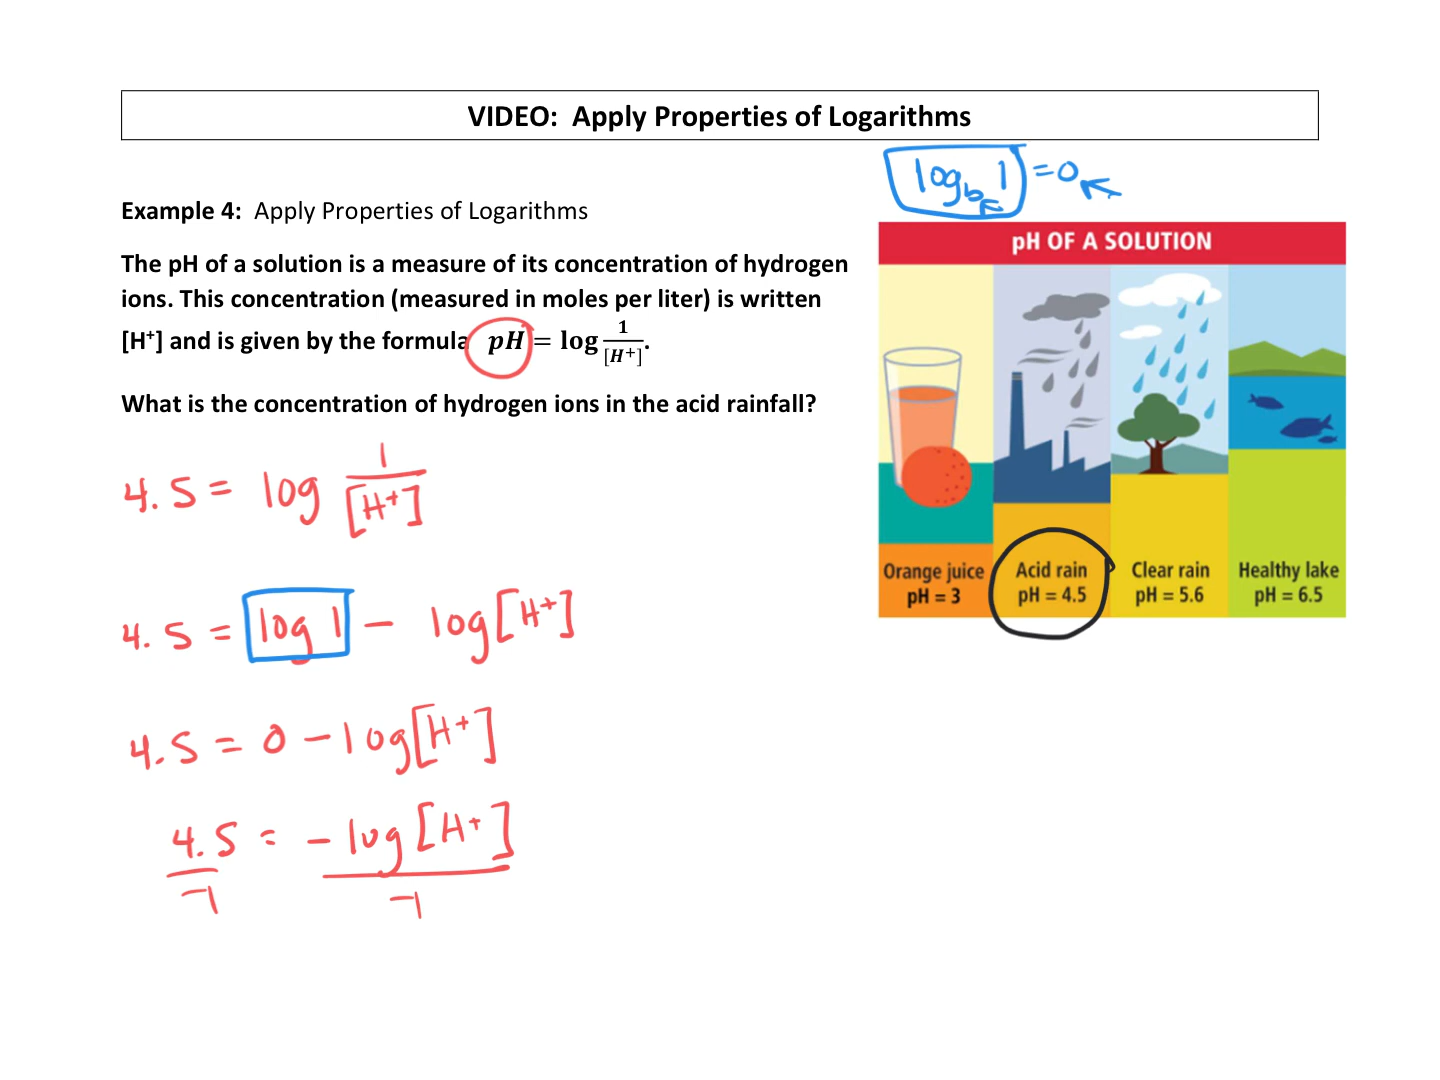 VIDEO: Apply Properties of Logarithms
log_b 1 = 0
Example 4: Apply Properties of Logarithms
The pH of a solution is a measure of its concentration of hydrogen
ions. This concentration (measured in moles per liter) is written
[H⁺] and is given by the formula pH = log 1/[H⁺].
What is the concentration of hydrogen ions in the acid rainfall?
4.5 = log 1/[H⁺]
4.5 = log 1 - log [H⁺]
4.5 = 0 - log [H⁺]
4.5 = - log [H⁺]
-1 -1
pH OF A SOLUTION
Orange juice
pH = 3
Acid rain
pH = 4.5
Clear rain
pH = 5.6
Healthy lake
pH = 6.5